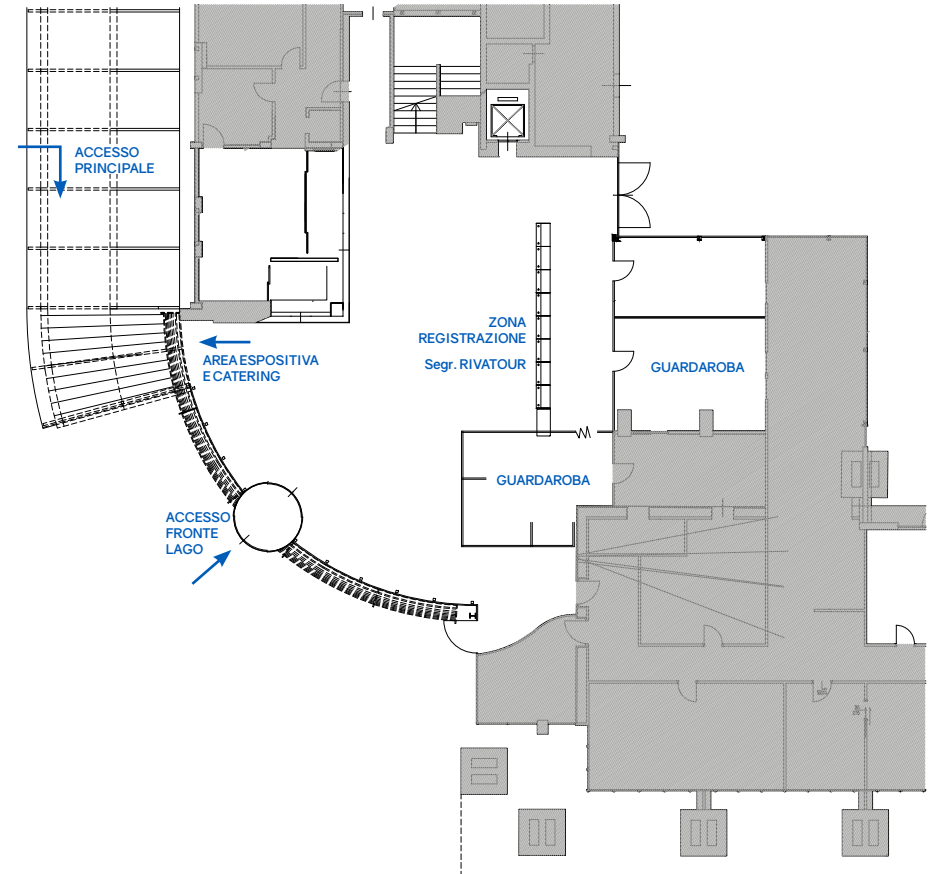 ACCESSO
PRINCIPALE
ZONA
REGISTRAZIONE
Segr. RIVATOUR
AREA ESPOSITIVA
E CATERING
GUARDAROBA
GUARDAROBA
ACCESSO
FRONTE
LAGO